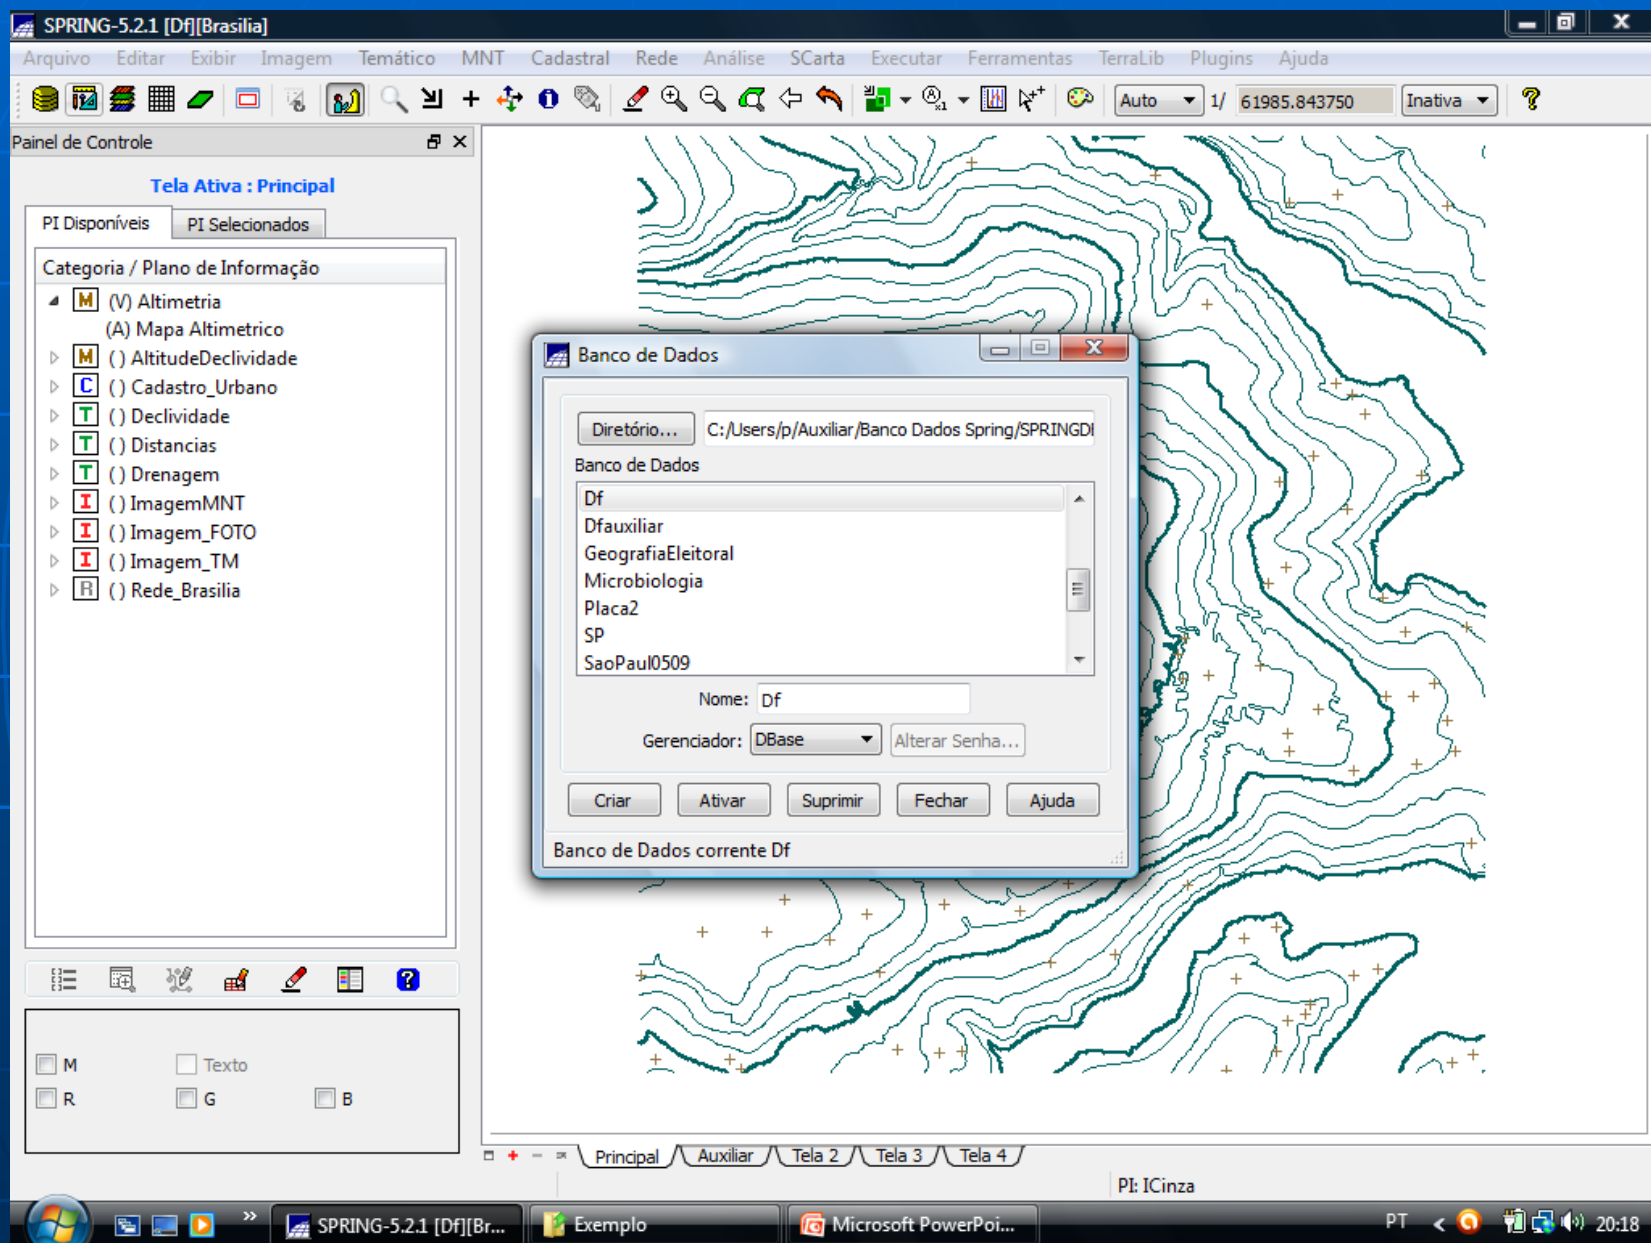 SPRING-5.2.1 [Df][Brasilia]
Arquivo Editar Exibir Imagem Temático MNT Cadastral Rede Análise SCarta Executar Ferramentas TerraLib Plugins Ajuda
Auto 1/ 61985.843750 Inativa
Painel de Controle
Tela Ativa : Principal
PI Disponíveis PI Selecionados
Categoria / Plano de Informação
M (V) Altimetria
(A) Mapa Altimetrico
M ( ) AltitudeDeclividade
C ( ) Cadastro_Urbano
T ( ) Declividade
T ( ) Distancias
T ( ) Drenagem
I ( ) ImagemMNT
I ( ) Imagem_FOTO
I ( ) Imagem_TM
R ( ) Rede_Brasilia
M Texto
R G B
Banco de Dados
Diretório... C:/Users/p/Auxiliar/Banco Dados Spring/SPRINGDI
Banco de Dados
Df
Dfauxiliar
GeografiaEleitoral
Microbiologia
Placa2
SP
SaoPaul0509
Nome: Df
Gerenciador: DBase Alterar Senha...
Criar Ativar Suprimir Fechar Ajuda
Banco de Dados corrente Df
Principal Auxiliar Tela 2 Tela 3 Tela 4
PI: ICinza
SPRING-5.2.1 [Df][Br... Exemplo Microsoft PowerPoi... PT 20:18